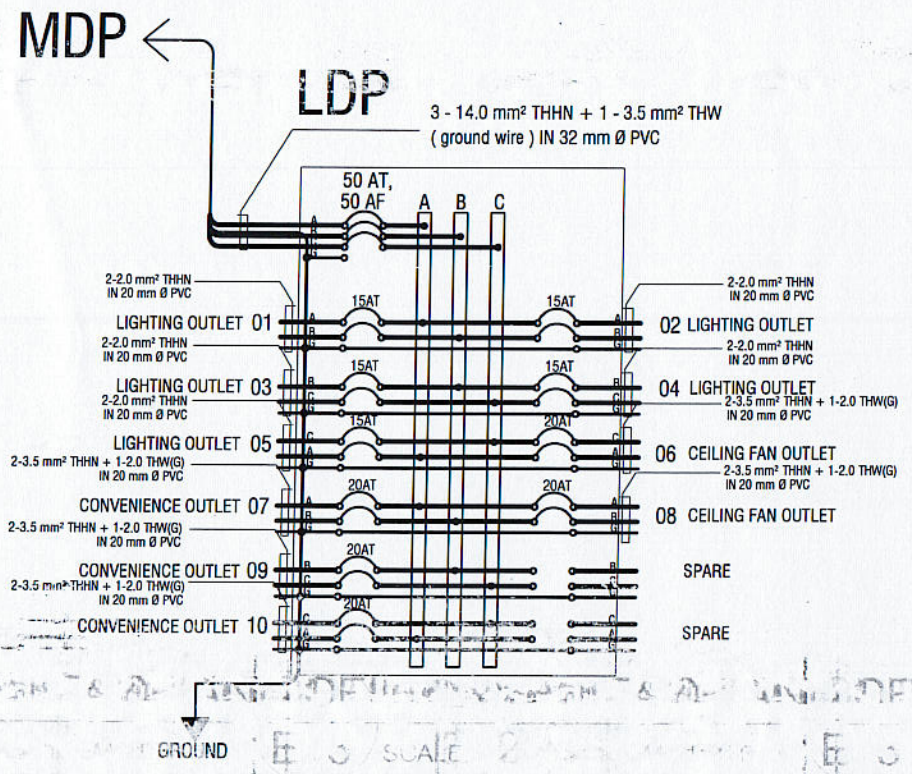 MDP
LDP
3 - 14.0 mm² THHN + 1 - 3.5 mm² THW
( ground wire ) IN 32 mm Ø PVC
50 AT,
50 AF
A B C
A
B
C
G
2-2.0 mm² THHN
IN 20 mm Ø PVC
2-2.0 mm² THHN
IN 20 mm Ø PVC
15AT 15AT
LIGHTING OUTLET 01
A
B
G
A
B
G
02 LIGHTING OUTLET
2-2.0 mm² THHN
IN 20 mm Ø PVC
2-2.0 mm² THHN
IN 20 mm Ø PVC
15AT 15AT
LIGHTING OUTLET 03
B
C
G
B
C
G
04 LIGHTING OUTLET
2-2.0 mm² THHN
IN 20 mm Ø PVC
2-3.5 mm² THHN + 1-2.0 THW(G)
IN 20 mm Ø PVC
15AT 20AT
LIGHTING OUTLET 05
C
A
G
C
A
G
06 CEILING FAN OUTLET
2-3.5 mm² THHN + 1-2.0 THW(G)
IN 20 mm Ø PVC
2-3.5 mm² THHN + 1-2.0 THW(G)
IN 20 mm Ø PVC
20AT 20AT
CONVENIENCE OUTLET 07
A
B
G
A
B
G
08 CEILING FAN OUTLET
2-3.5 mm² THHN + 1-2.0 THW(G)
IN 20 mm Ø PVC
20AT
CONVENIENCE OUTLET 09
B
C
G
B
C
G
SPARE
2-3.5 mm² THHN + 1-2.0 THW(G)
IN 20 mm Ø PVC
20AT
CONVENIENCE OUTLET 10
C
A
G
C
A
G
SPARE
GROUND
SCALE